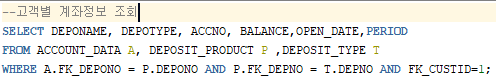 --고객별 계좌정보 조회
SELECT DEPONAME, DEPOTYPE, ACCNO, BALANCE,OPEN_DATE,PERIOD
FROM ACCOUNT_DATA A, DEPOSIT_PRODUCT P ,DEPOSIT_TYPE T
WHERE A.FK_DEPONO = P.DEPONO AND P.FK_DEPNO = T.DEPNO AND FK_CUSTID=1;